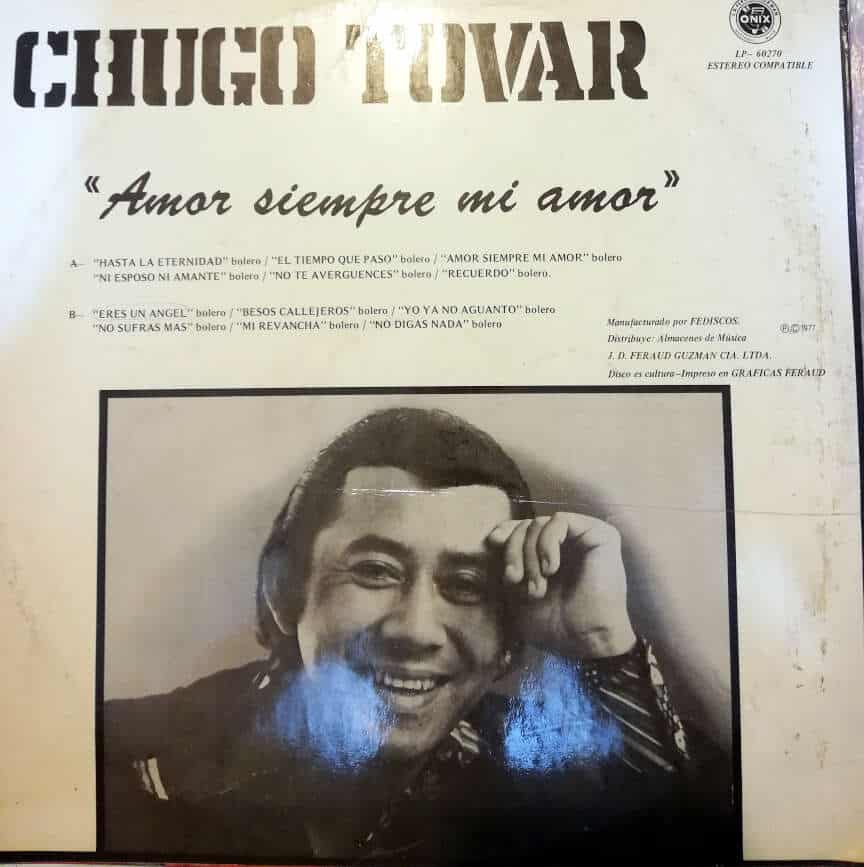 CHUGO TOVAR
ONIX
LP- 60270
ESTEREO COMPATIBLE
"Amor siempre mi amor"
A- "HASTA LA ETERNIDAD" bolero / "EL TIEMPO QUE PASO" bolero / "AMOR SIEMPRE MI AMOR" bolero
"NI ESPOSO NI AMANTE" bolero / "NO TE AVERGUENCES" bolero / "RECUERDO" bolero.
B- "ERES UN ANGEL" bolero / "BESOS CALLEJEROS" bolero / "YO YA NO AGUANTO" bolero
"NO SUFRAS MAS" bolero / "MI REVANCHA" bolero / "NO DIGAS NADA" bolero
Manufacturado por FEDISCOS.
℗©1977
Distribuye: Almacenes de Música
J. D. FERAUD GUZMAN CIA. LTDA.
Disco es cultura-Impreso en GRAFICAS FERAUD